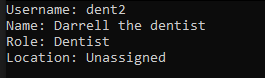 Username: dent2
Name: Darrell the dentist
Role: Dentist
Location: Unassigned